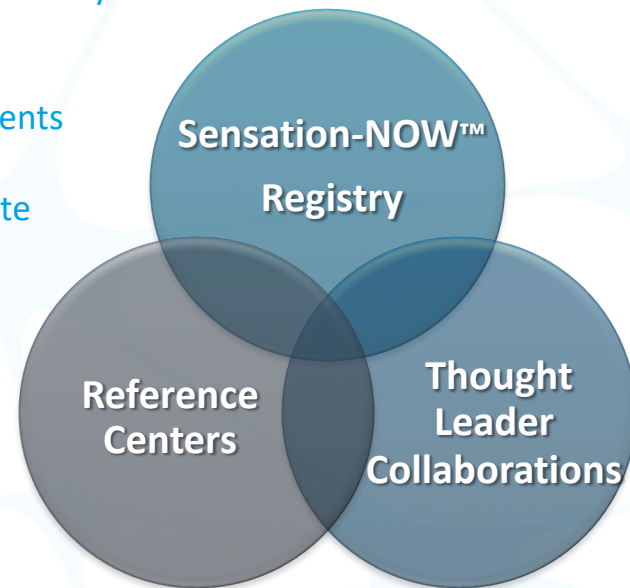 ents
te
Sensation-NOW™
Registry
Reference
Centers
Thought
Leader
Collaborations